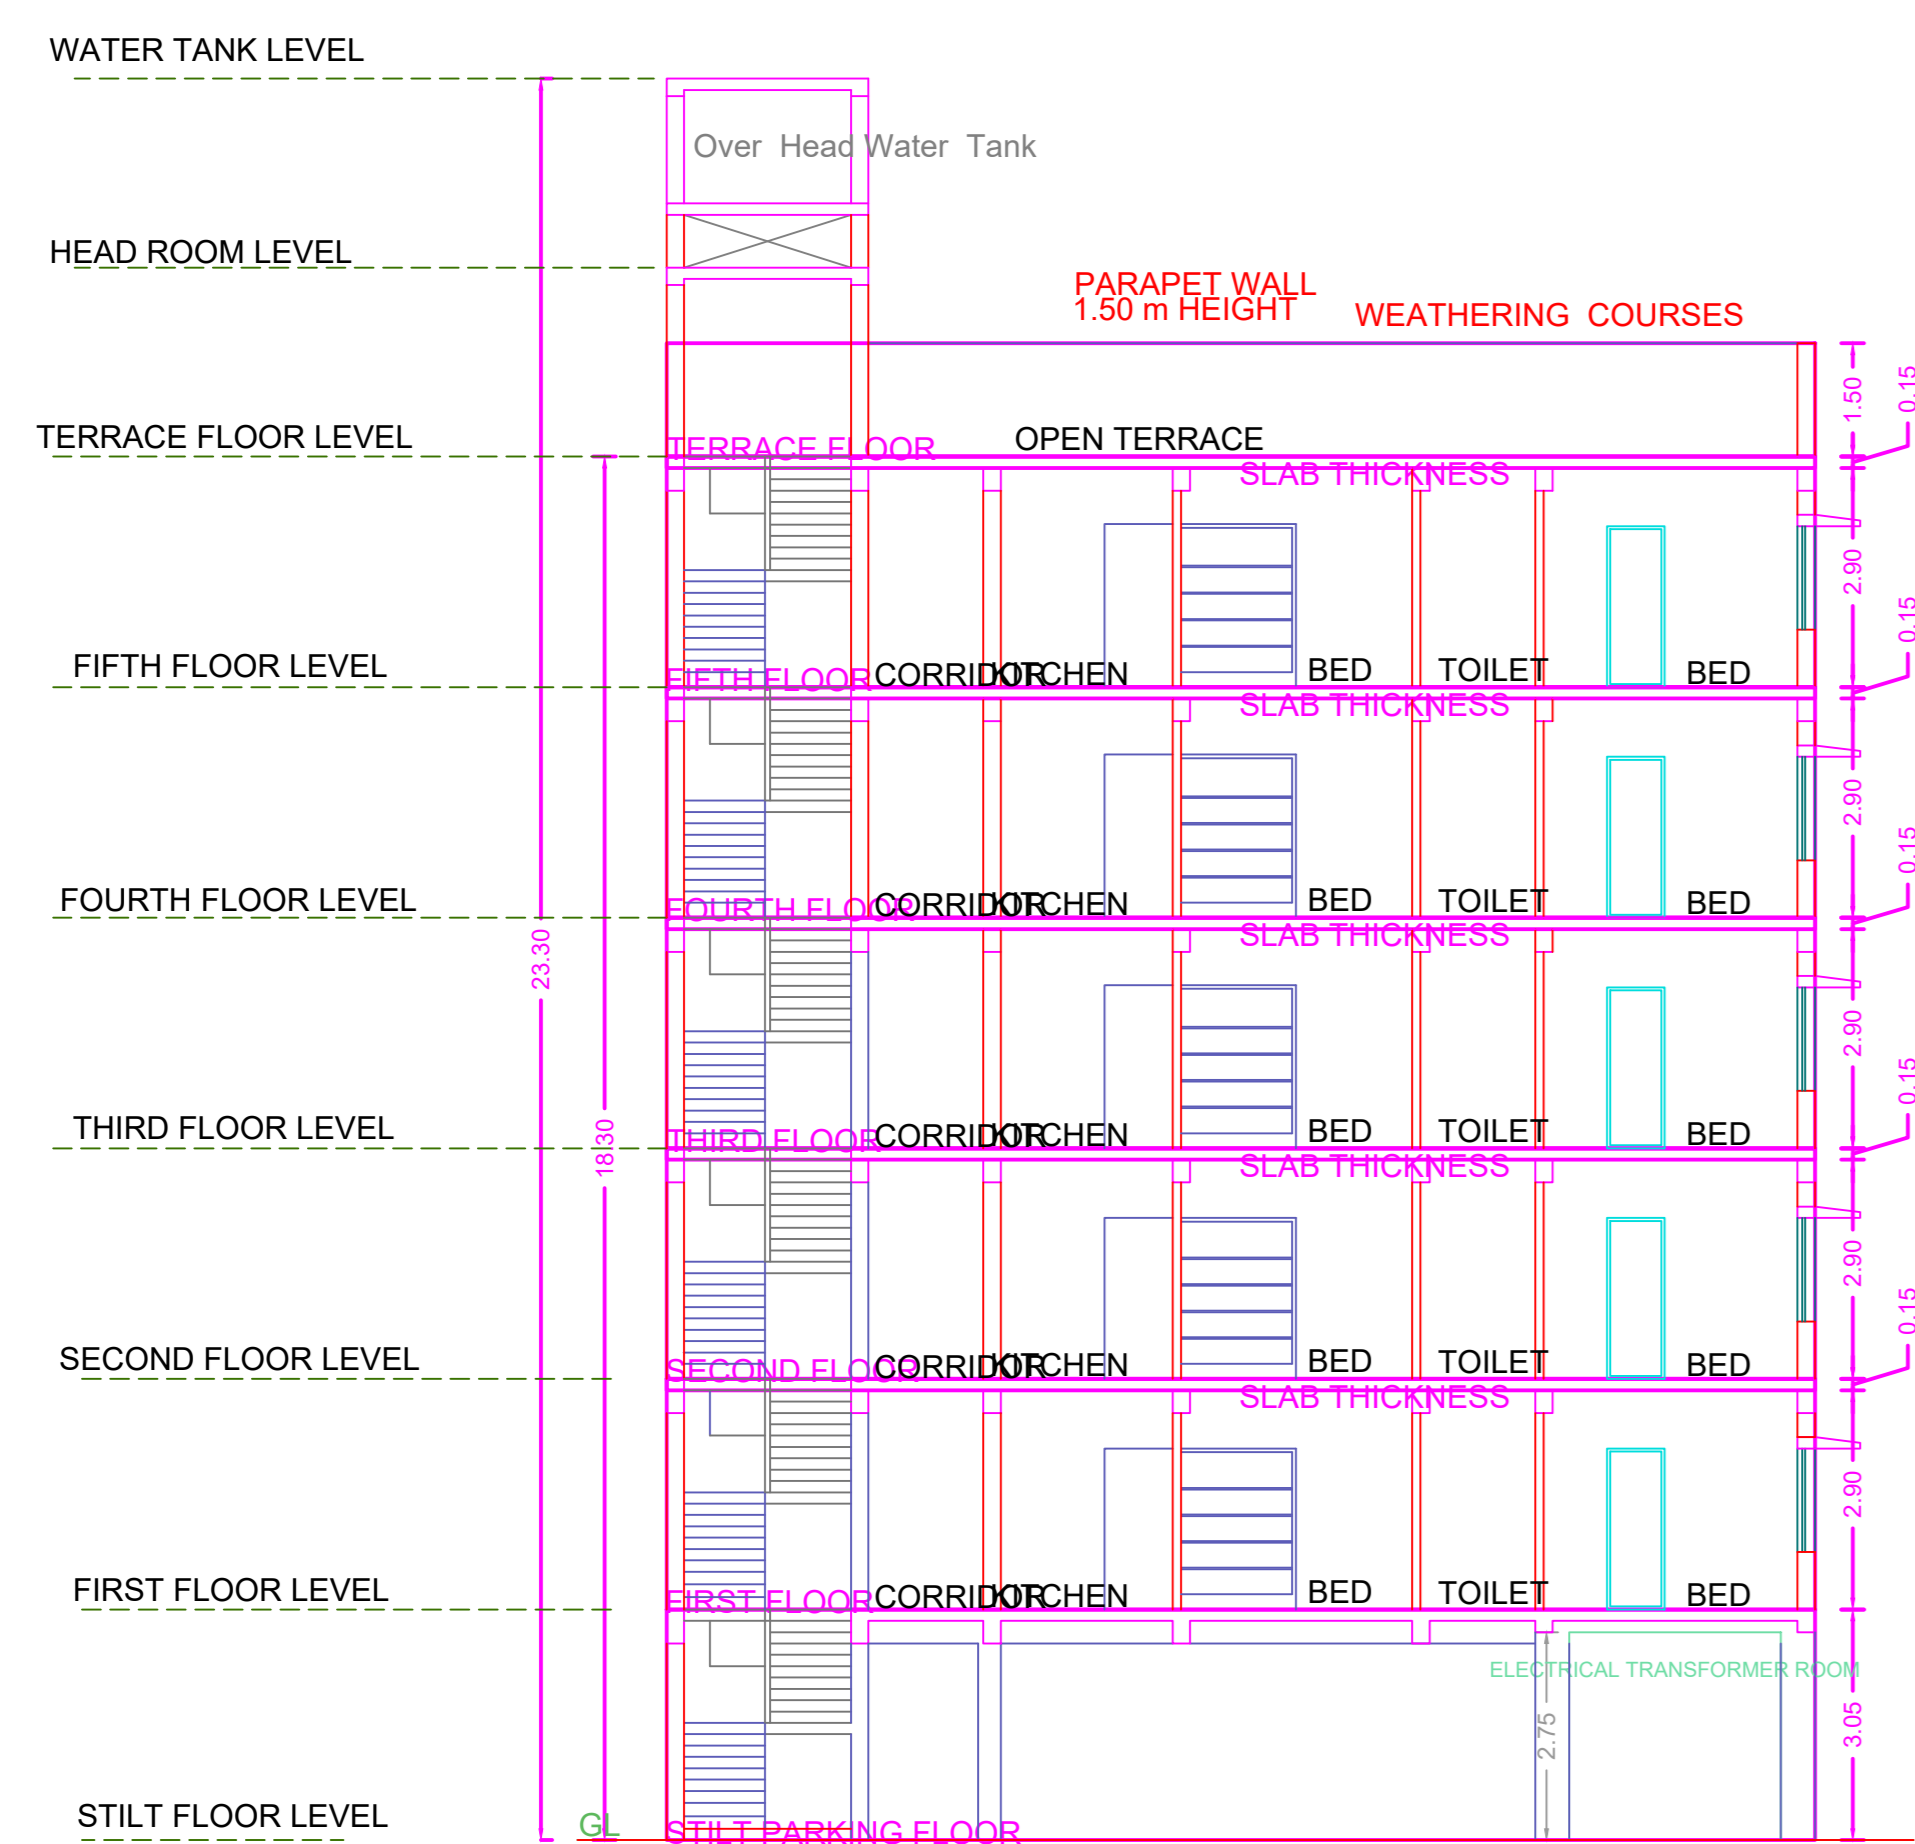 WATER TANK LEVEL
Over Head Water Tank
HEAD ROOM LEVEL
PARAPET WALL
1.50 m HEIGHT
WEATHERING COURSES
1.50
0.15
TERRACE FLOOR LEVEL
TERRACE FLOOR
OPEN TERRACE
SLAB THICKNESS
2.90
0.15
FIFTH FLOOR LEVEL
FIFTH FLOOR
CORRIDOR
KITCHEN
BED
TOILET
BED
SLAB THICKNESS
2.90
0.15
FOURTH FLOOR LEVEL
FOURTH FLOOR
CORRIDOR
KITCHEN
BED
TOILET
BED
SLAB THICKNESS
23.30
2.90
0.15
THIRD FLOOR LEVEL
18.30
THIRD FLOOR
CORRIDOR
KITCHEN
BED
TOILET
BED
SLAB THICKNESS
2.90
0.15
SECOND FLOOR LEVEL
SECOND FLOOR
CORRIDOR
KITCHEN
BED
TOILET
BED
SLAB THICKNESS
2.90
FIRST FLOOR LEVEL
FIRST FLOOR
CORRIDOR
KITCHEN
BED
TOILET
BED
ELECTRICAL TRANSFORMER ROOM
2.75
3.05
STILT FLOOR LEVEL
GL
STILT PARKING FLOOR